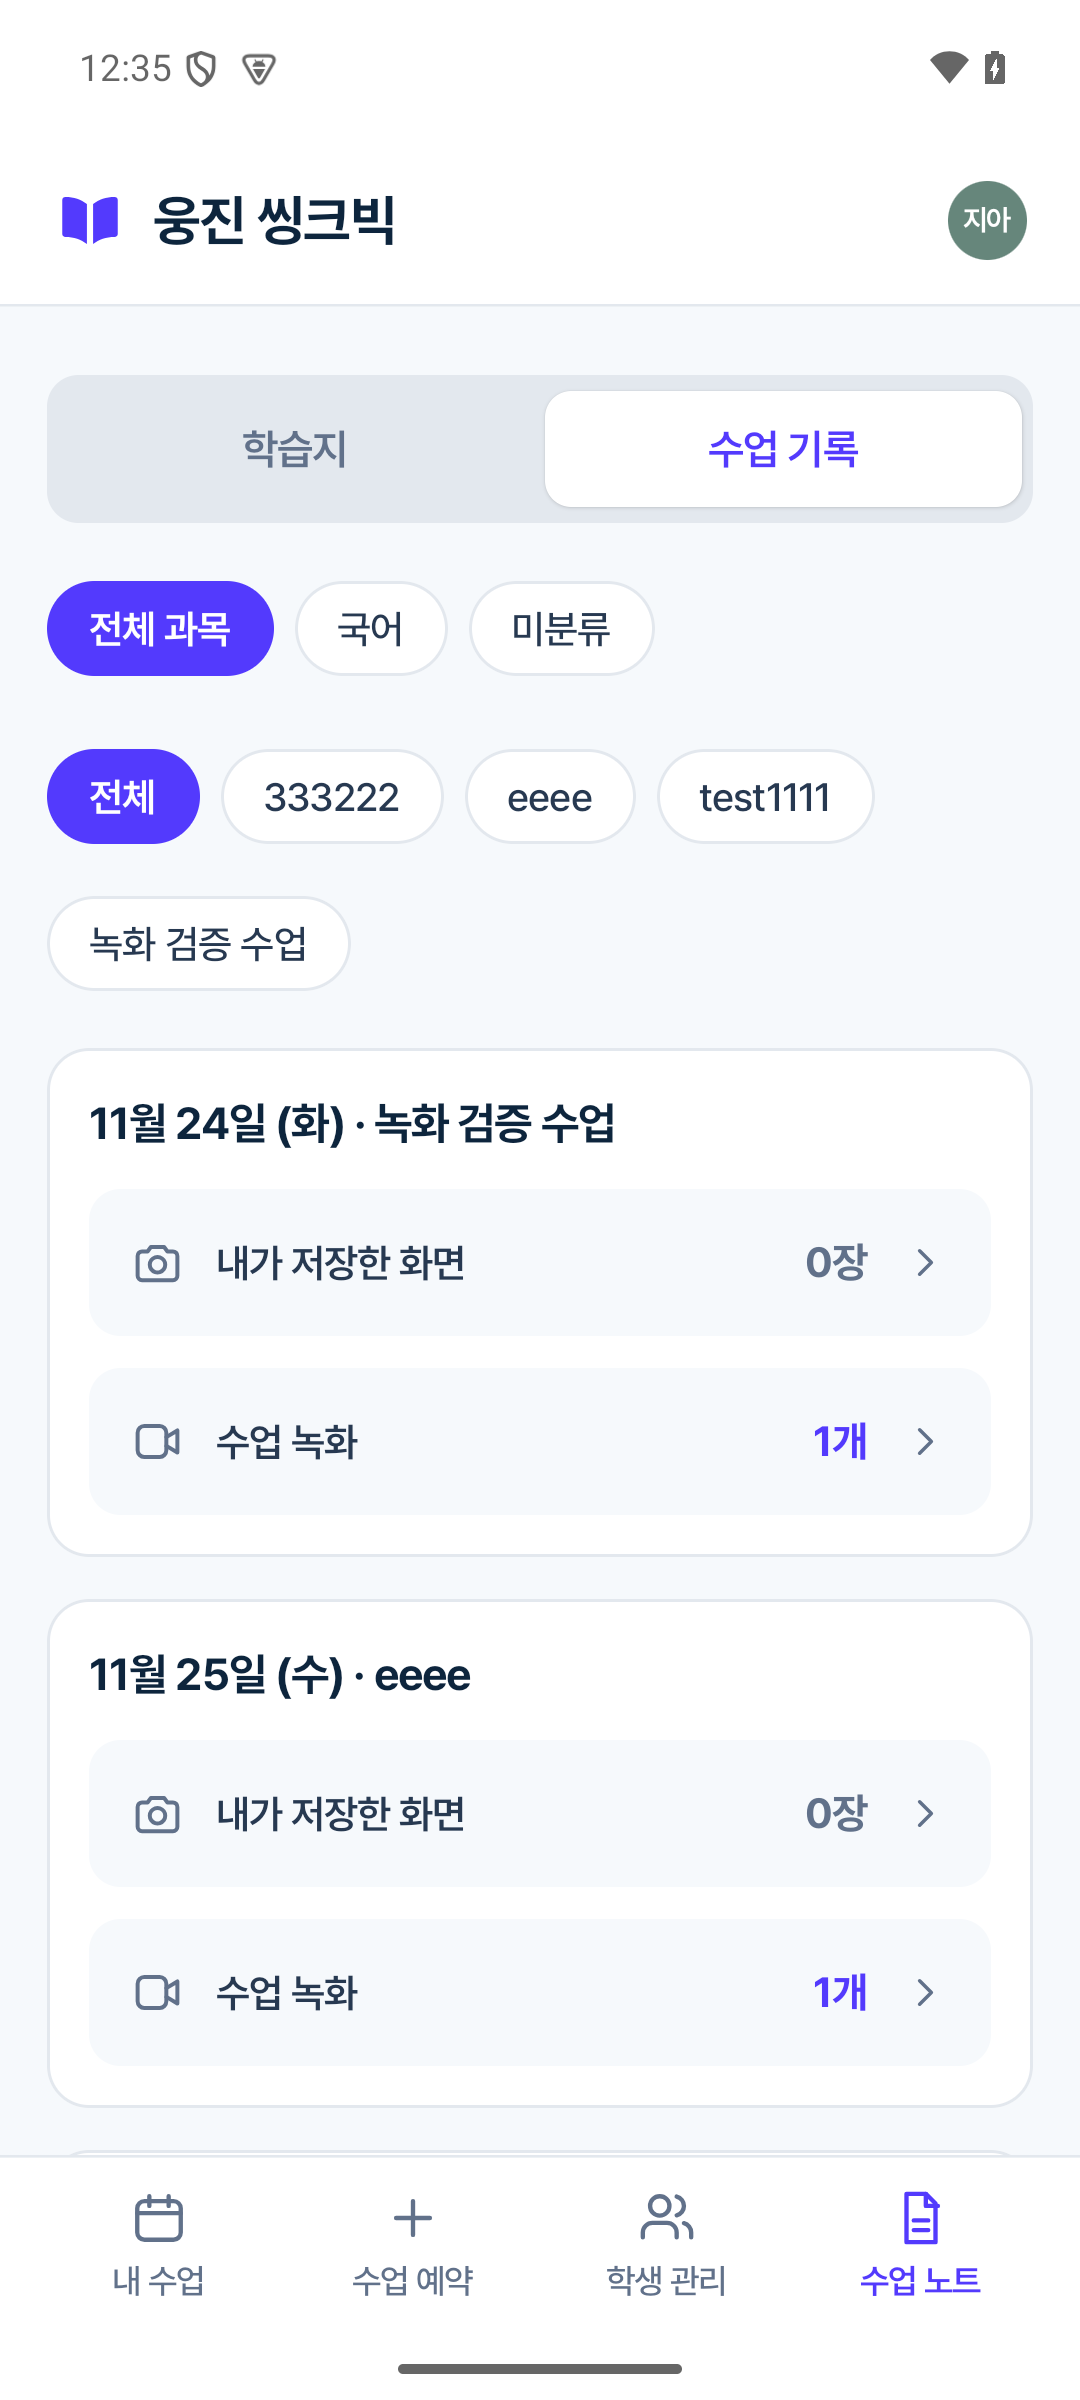 12:35
웅진 씽크빅
지아
학습지
수업 기록
전체 과목
국어
미분류
전체
333222
eeee
test1111
녹화 검증 수업
11월 24일 (화) · 녹화 검증 수업
내가 저장한 화면
0장
수업 녹화
1개
11월 25일 (수) · eeee
내가 저장한 화면
0장
수업 녹화
1개
내 수업
수업 예약
학생 관리
수업 노트